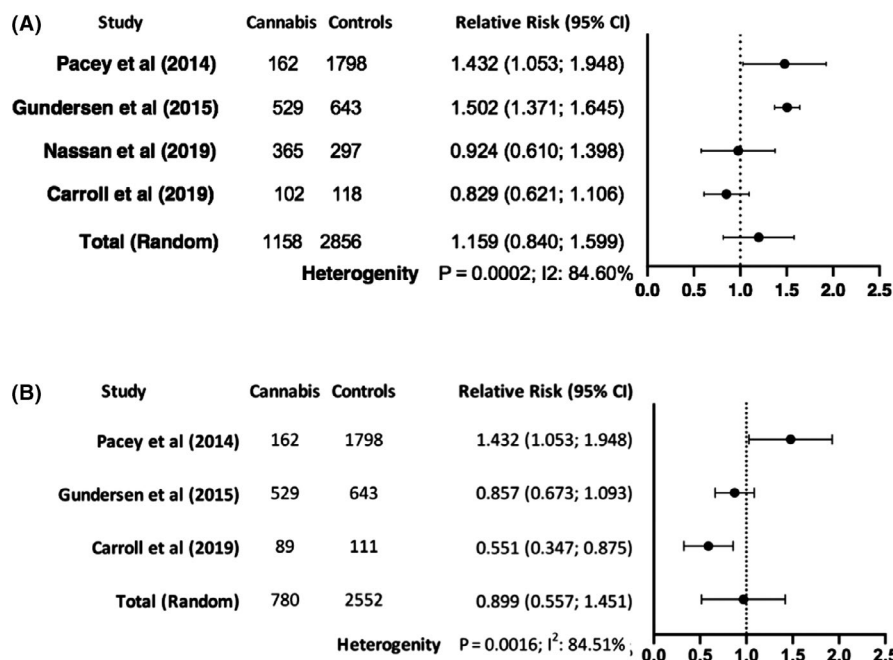 (A) Study Cannabis Controls Relative Risk (95% CI)
Pacey et al (2014) 162 1798 1.432 (1.053; 1.948)
Gundersen et al (2015) 529 643 1.502 (1.371; 1.645)
Nassan et al (2019) 365 297 0.924 (0.610; 1.398)
Carroll et al (2019) 102 118 0.829 (0.621; 1.106)
Total (Random) 1158 2856 1.159 (0.840; 1.599)
Heterogenity P = 0.0002; I2: 84.60%
0.0 0.5 1.0 1.5 2.0 2.5
(B) Study Cannabis Controls Relative Risk (95% CI)
Pacey et al (2014) 162 1798 1.432 (1.053; 1.948)
Gundersen et al (2015) 529 643 0.857 (0.673; 1.093)
Carroll et al (2019) 89 111 0.551 (0.347; 0.875)
Total (Random) 780 2552 0.899 (0.557; 1.451)
Heterogenity P = 0.0016; I²: 84.51% ;
0.0 0.5 1.0 1.5 2.0 2.5